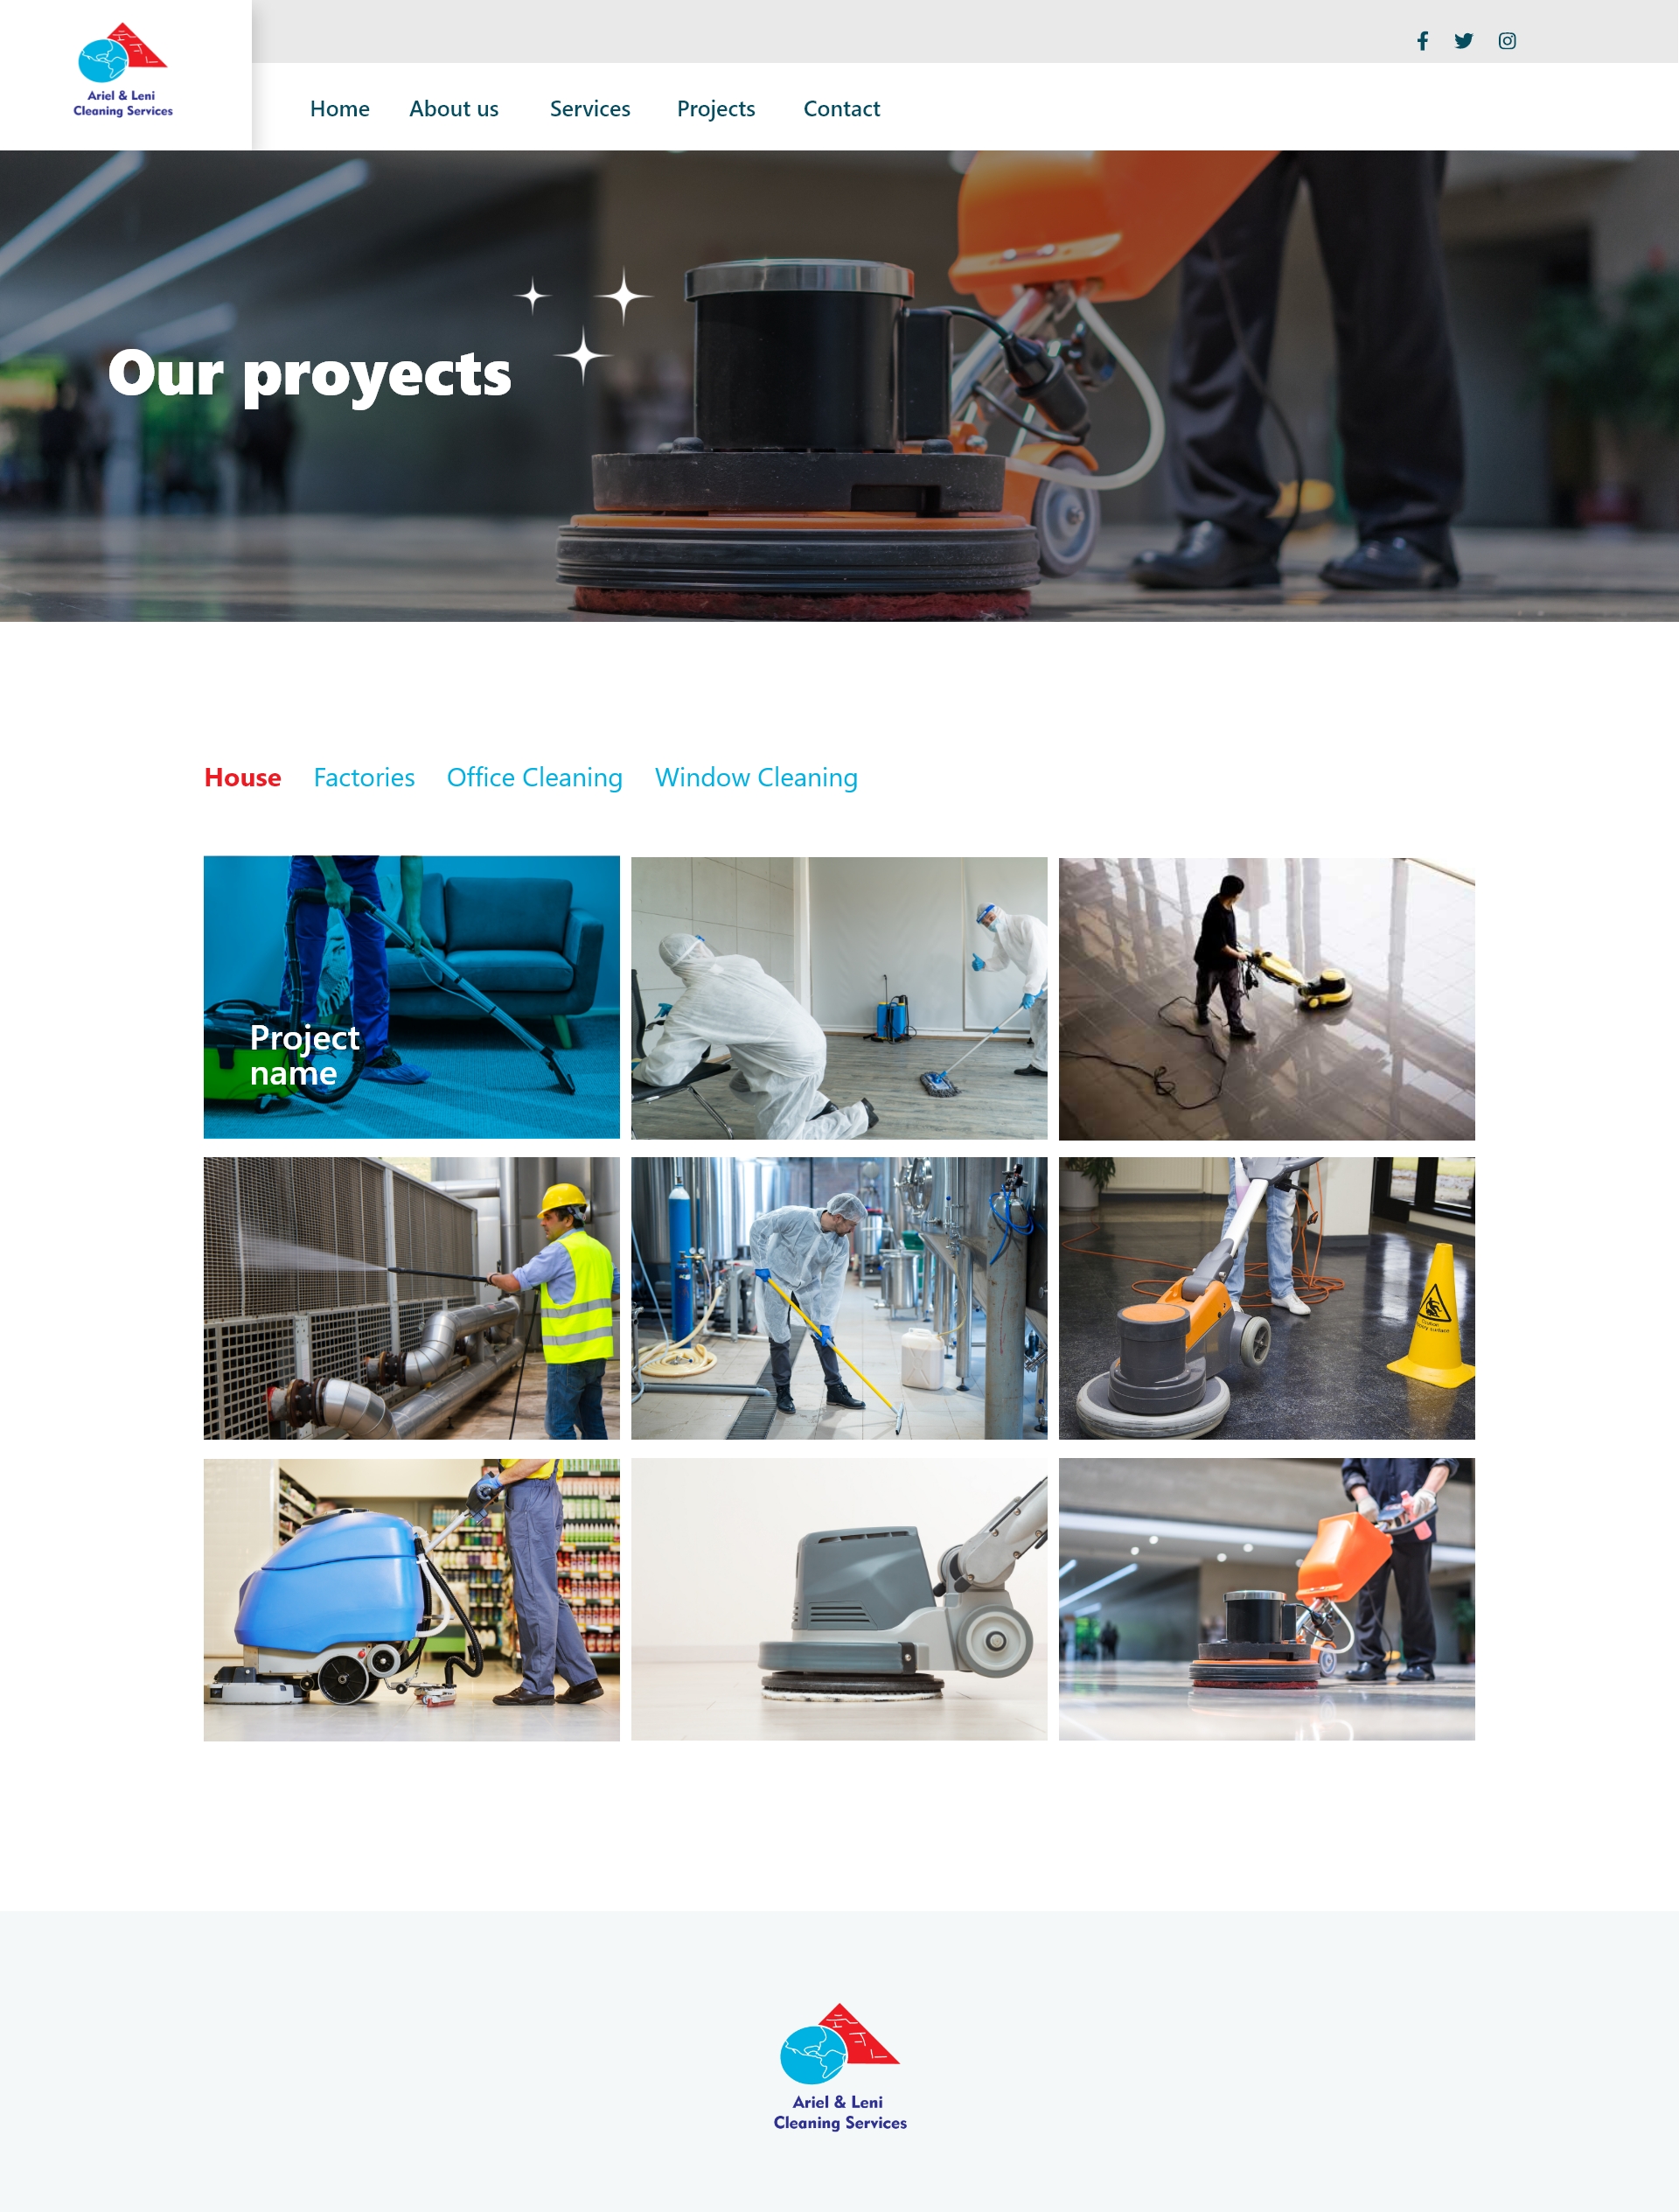 Ariel & Leni
Cleaning Services
Home About us Services Projects Contact
Our proyects
House Factories Office Cleaning Window Cleaning
Project
name
Ariel & Leni
Cleaning Services